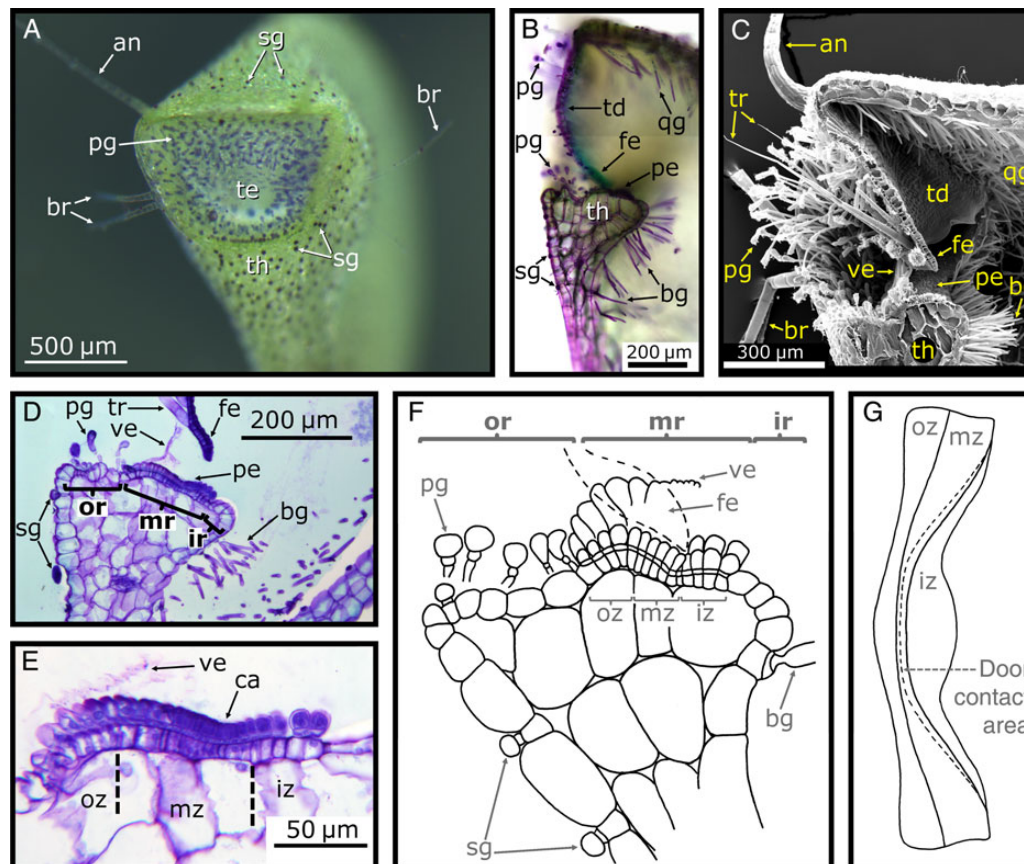 A
an
sg
br
pg
te
br
sg
th
500 µm
B
pg
td
qg
fe
pg
pe
th
sg
bg
200 µm
C
an
tr
qg
td
pg
fe
ve
pe
b
br
th
300 µm
D
pg
tr
ve
fe
200 µm
pe
or
mr
sg
ir
bg
E
ve
ca
oz
mz
iz
50 µm
F
or mr ir
pg
ve
fe
oz mz iz
bg
sg
G
oz mz
iz
Door
contac
area